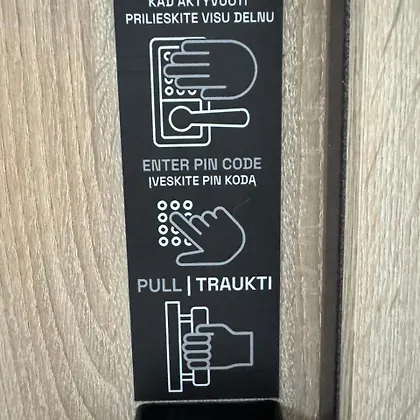 KAD AKTYVUOTI
PRILIESKITE VISU DELNU
ENTER PIN CODE
ĮVESKITE PIN KODĄ
PULL | TRAUKTI